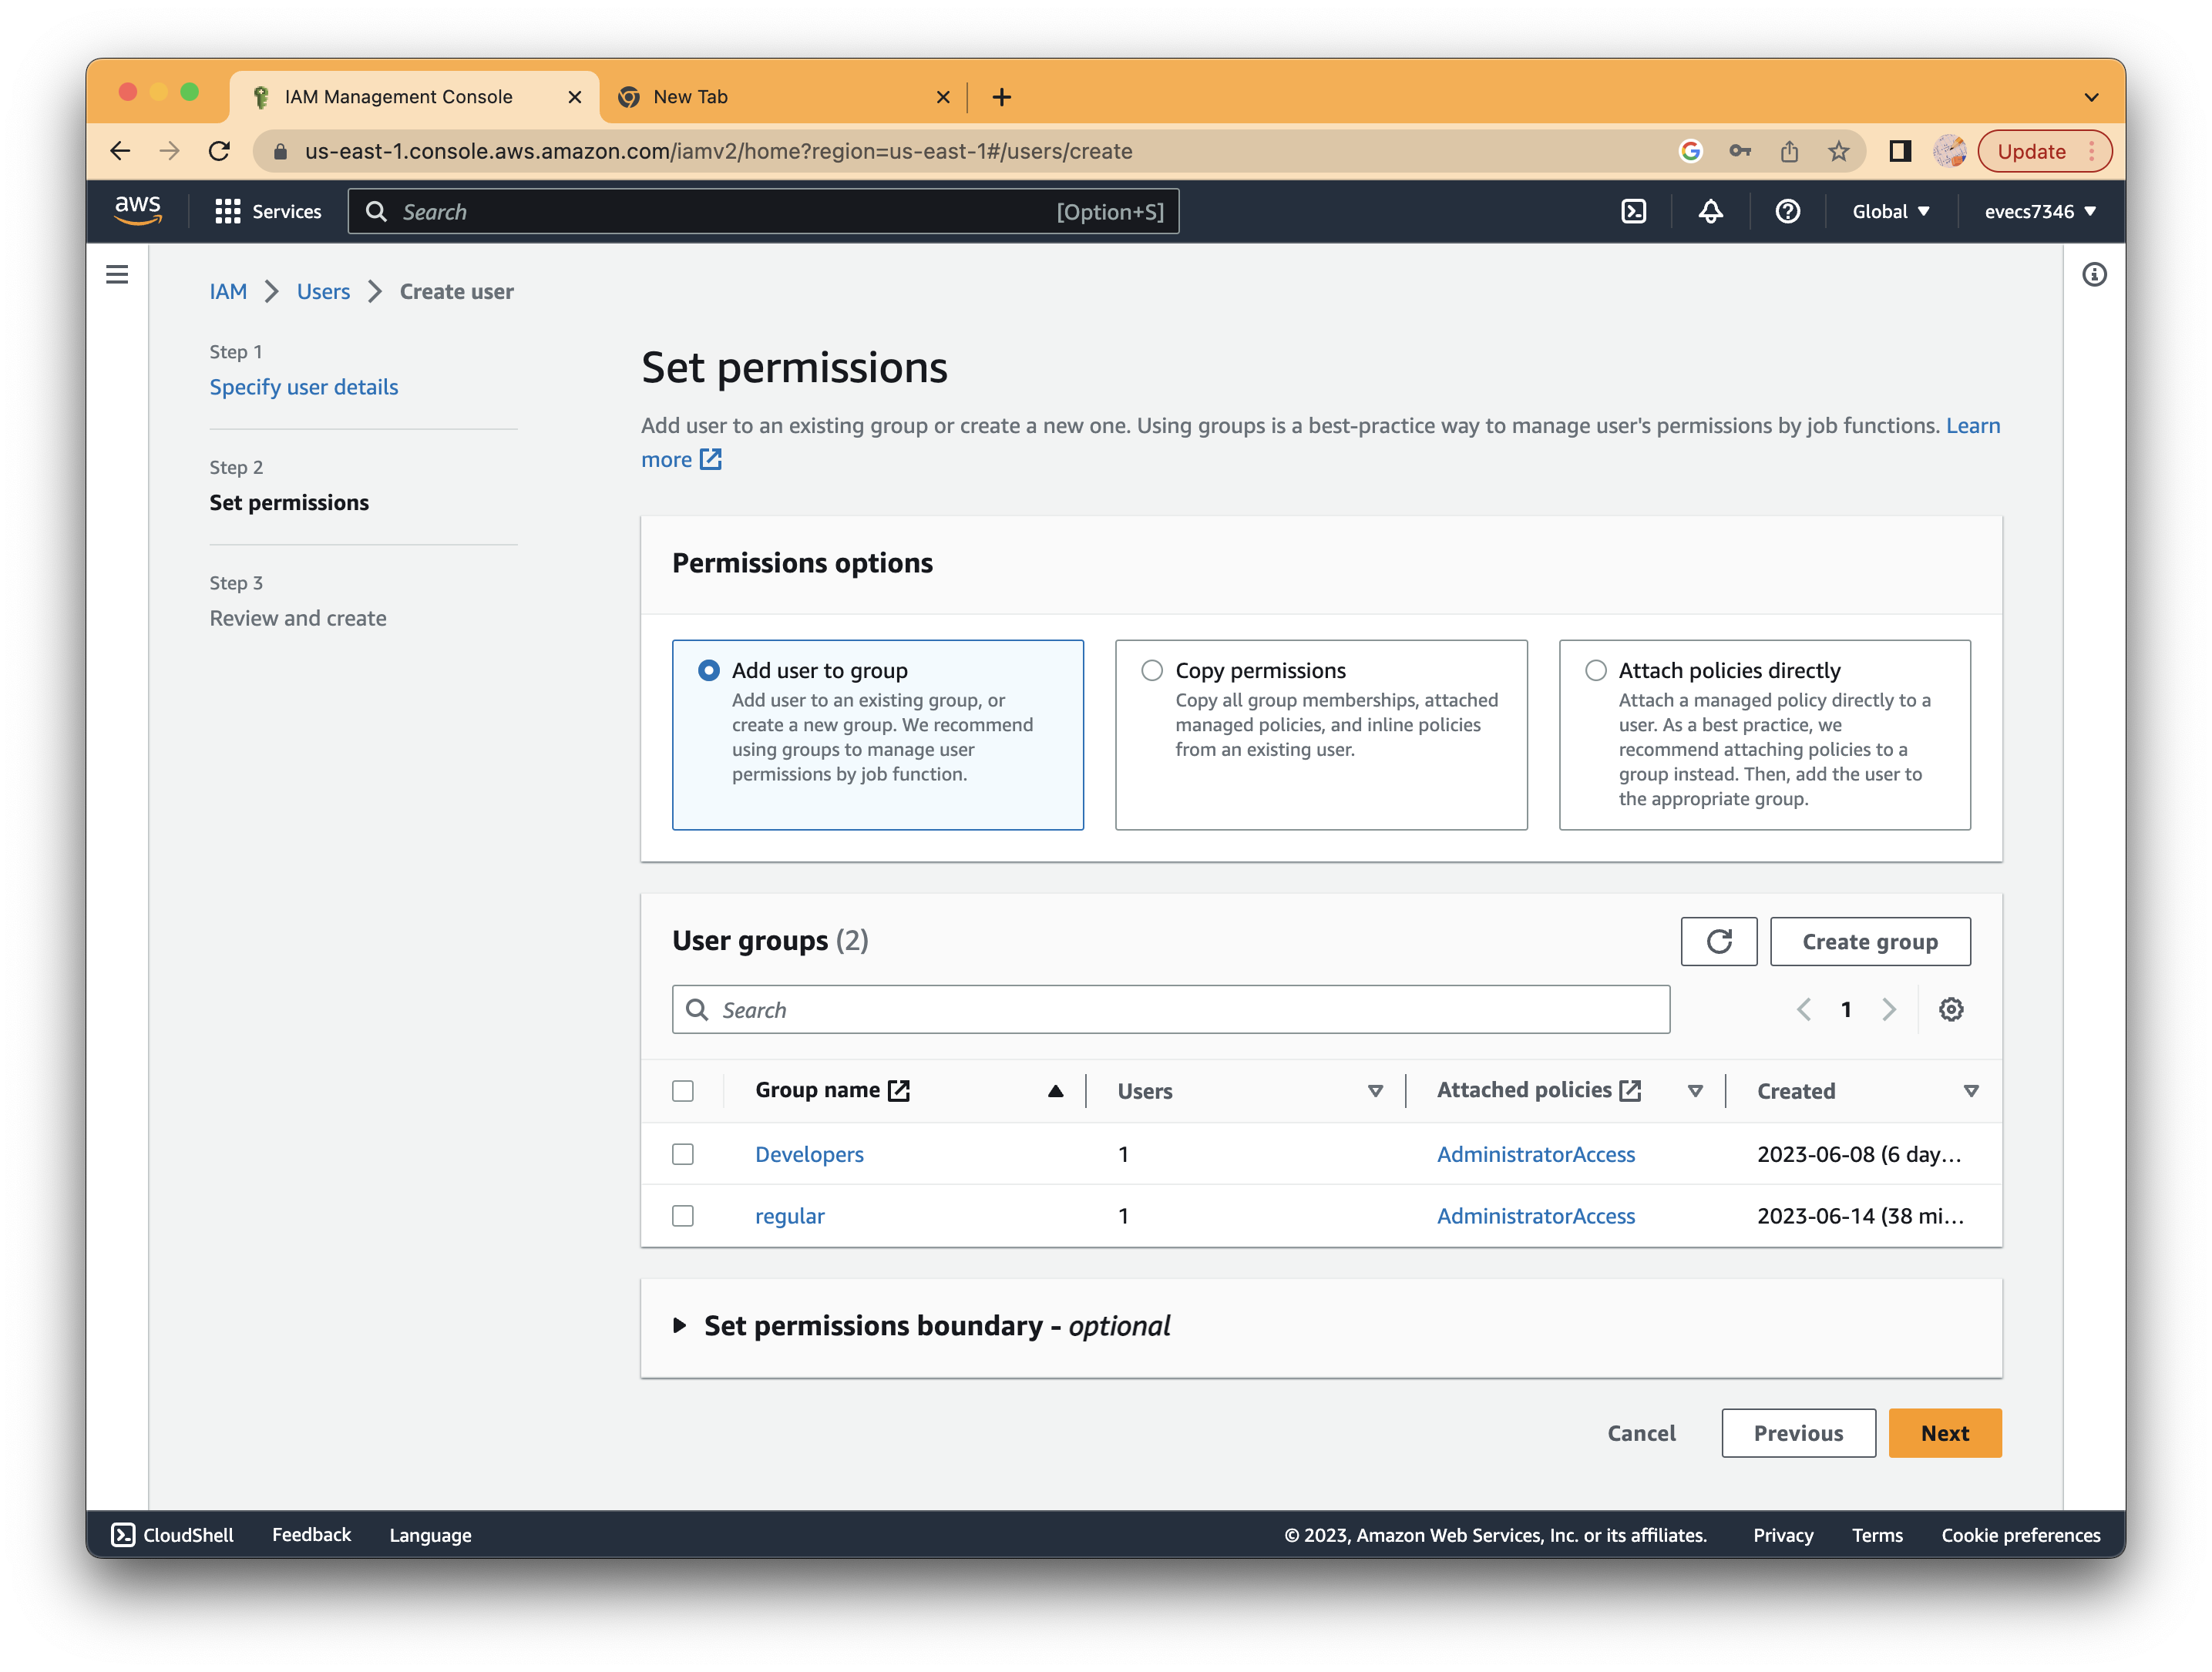 IAM Management Console
New Tab
us-east-1.console.aws.amazon.com/iamv2/home?region=us-east-1#/users/create
Update
aws
Services
Search
[Option+S]
Global
evecs7346
IAM
Users
Create user
Step 1
Specify user details
Step 2
Set permissions
Step 3
Review and create
Set permissions
Add user to an existing group or create a new one. Using groups is a best-practice way to manage user's permissions by job functions. Learn
more
Permissions options
Add user to group
Add user to an existing group, or
create a new group. We recommend
using groups to manage user
permissions by job function.
Copy permissions
Copy all group memberships, attached
managed policies, and inline policies
from an existing user.
Attach policies directly
Attach a managed policy directly to a
user. As a best practice, we
recommend attaching policies to a
group instead. Then, add the user to
the appropriate group.
User groups (2)
Create group
Search
1
Group name
Users
Attached policies
Created
Developers
1
AdministratorAccess
2023-06-08 (6 day...
regular
1
AdministratorAccess
2023-06-14 (38 mi...
Set permissions boundary - optional
Cancel
Previous
Next
CloudShell
Feedback
Language
© 2023, Amazon Web Services, Inc. or its affiliates.
Privacy
Terms
Cookie preferences